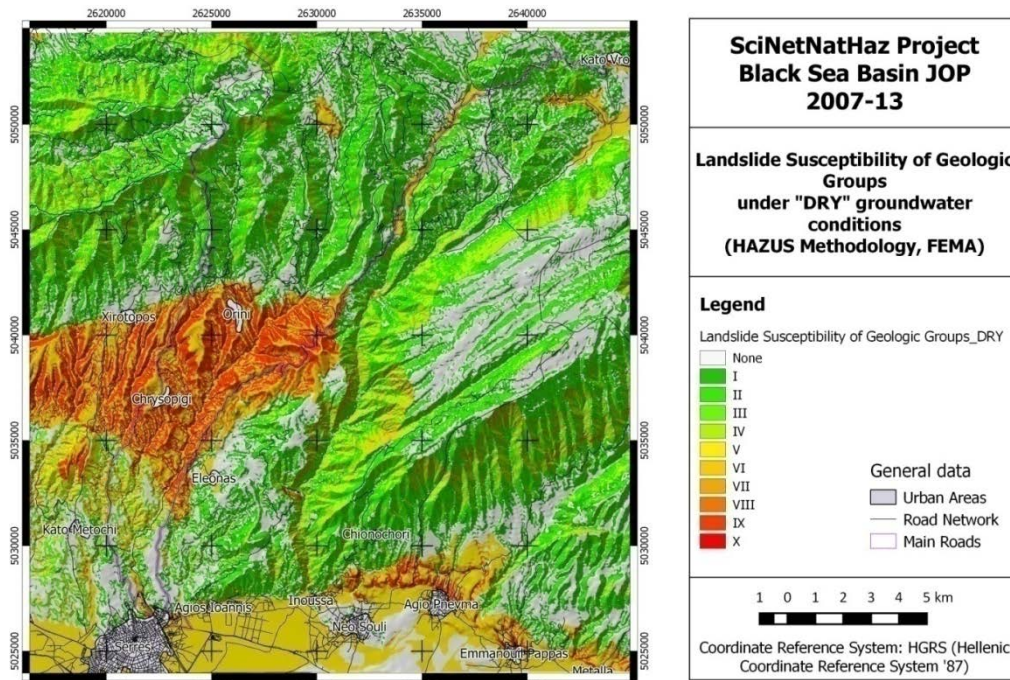 2620000 2625000 2630000 2635000 2640000
5050000
5045000
5040000
5035000
5030000
5025000
Kato Vro
Xirotopos
Orini
Chrysopigi
Eleonas
Kato Metochi
Chionochori
Agios Ioannis
Inoussa
Agio Pnevma
Neo Souli
Serres
Emmanouil Pappas
Metalla
SciNetNatHaz Project
Black Sea Basin JOP
2007-13
Landslide Susceptibility of Geologic
Groups
under "DRY" groundwater
conditions
(HAZUS Methodology, FEMA)
Legend
Landslide Susceptibility of Geologic Groups_DRY
None
I
II
III
IV
V
VI
VII
VIII
IX
X
General data
Urban Areas
Road Network
Main Roads
1 0 1 2 3 4 5 km
Coordinate Reference System: HGRS (Hellenic
Coordinate Reference System '87)